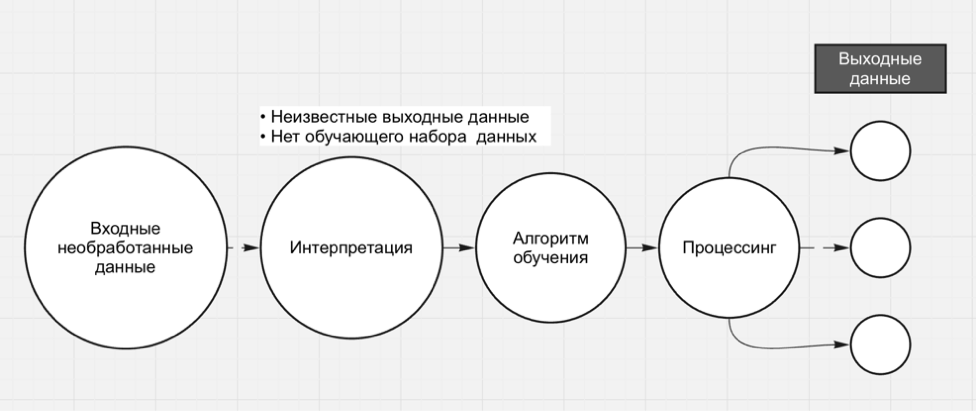 Выходные
данные
• Неизвестные выходные данные
• Нет обучающего набора данных
Входные
необработанные
данные
Интерпретация
Алгоритм
обучения
Процессинг